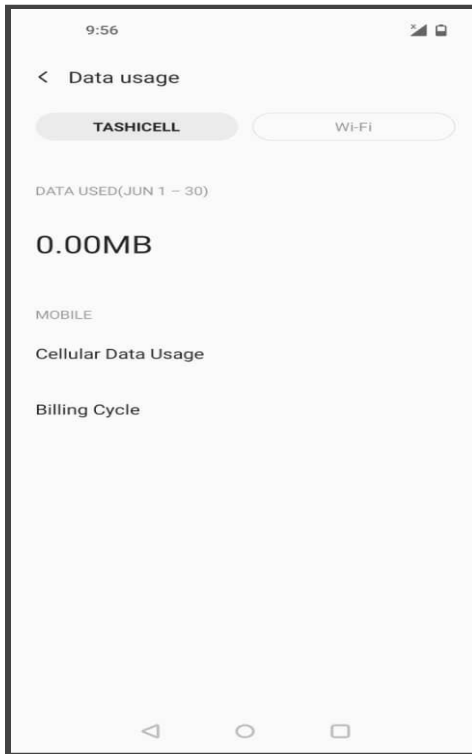 9:56
Data usage
TASHICELL
Wi-Fi
DATA USED(JUN 1 – 30)
0.00MB
MOBILE
Cellular Data Usage
Billing Cycle